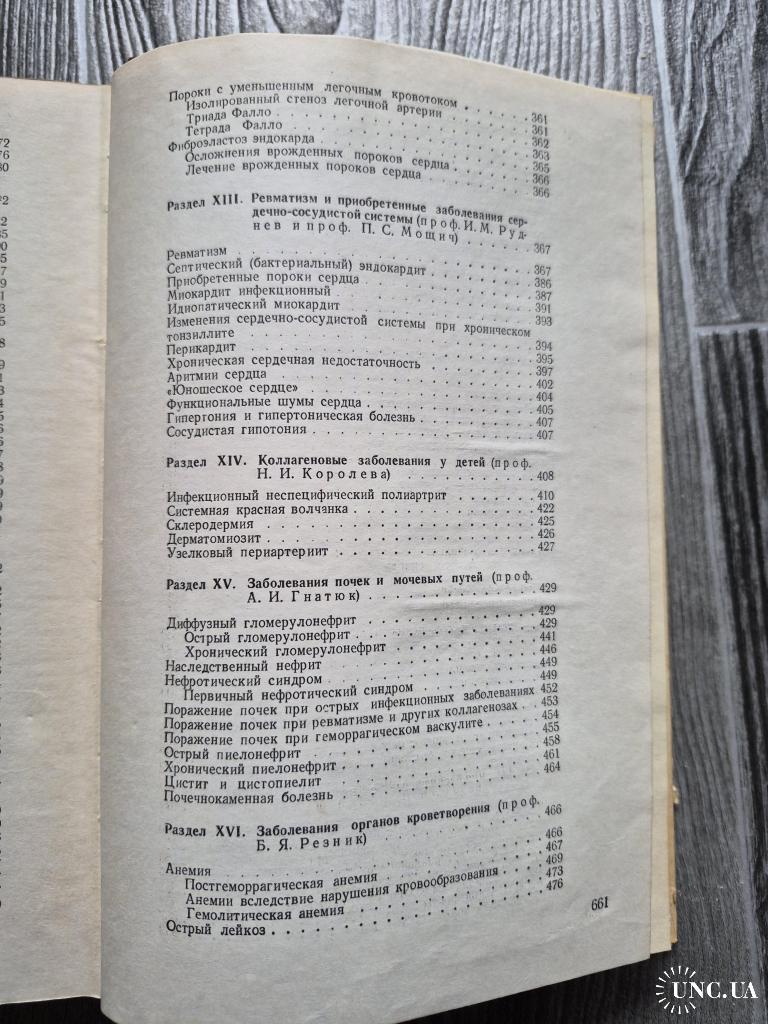 Пороки с уменьшенным легочным кровотоком . . . . . . 361
Изолированный стеноз легочной артерии . . . . . . 361
Триада Фалло . . . . . . 362
Тетрада Фалло . . . . . . 363
Фиброэластоз эндокарда . . . . . . 365
Осложнения врожденных пороков сердца . . . . . . 366
Лечение врожденных пороков сердца . . . . . . 366
Раздел XIII. Ревматизм и приобретенные заболевания сер-
дечно-сосудистой системы (проф. И. М. Руд-
нев и проф. П. С. Мощич) . . . . . . 367
Ревматизм . . . . . . 367
Септический (бактериальный) эндокардит . . . . . . 386
Приобретенные пороки сердца . . . . . . 387
Миокардит инфекционный . . . . . . 391
Идиопатический миокардит . . . . . . 393
Изменения сердечно-сосудистой системы при хроническом
тонзиллите . . . . . . 394
Перикардит . . . . . . 395
Хроническая сердечная недостаточность . . . . . . 397
Аритмии сердца . . . . . . 402
«Юношеское сердце» . . . . . . 404
Функциональные шумы сердца . . . . . . 405
Гипертония и гипертоническая болезнь . . . . . . 407
Сосудистая гипотония . . . . . . 407
Раздел XIV. Коллагеновые заболевания у детей (проф.
Н. И. Королева) . . . . . . 408
Инфекционный неспецифический полиартрит . . . . . . 410
Системная красная волчанка . . . . . . 422
Склеродермия . . . . . . 425
Дерматомиозит . . . . . . 426
Узелковый периартериит . . . . . . 427
Раздел XV. Заболевания почек и мочевых путей (проф.
А. И. Гнатюк) . . . . . . 429
Диффузный гломерулонефрит . . . . . . 429
Острый гломерулонефрит . . . . . . 429
Хронический гломерулонефрит . . . . . . 441
Наследственный нефрит . . . . . . 446
Нефротический синдром . . . . . . 449
Первичный нефротический синдром . . . . . . 449
Поражение почек при острых инфекционных заболеваниях 452
Поражение почек при ревматизме и других коллагенозах . 453
Поражение почек при геморрагическом васкулите . . . . . . 454
Острый пиелонефрит . . . . . . 455
Хронический пиелонефрит . . . . . . 458
Цистит и цистопиелит . . . . . . 461
Почечнокаменная болезнь . . . . . . 464
Раздел XVI. Заболевания органов кроветворения (проф.
Б. Я. Резник) . . . . . . 466
Анемия . . . . . . 466
Постгеморрагическая анемия . . . . . . 467
Анемии вследствие нарушения кровообразования . . . . . . 469
Гемолитическая анемия . . . . . . 473
Острый лейкоз . . . . . . 476
661
UNC.UA